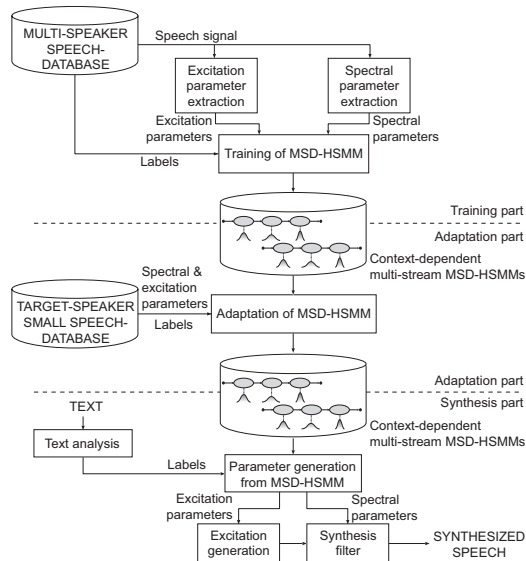 MULTI-SPEAKER
SPEECH-
DATABASE
Speech signal
Excitation
parameter
extraction
Spectral
parameter
extraction
Excitation
parameters
Spectral
parameters
Labels
Training of MSD-HSMM
Training part
Adaptation part
Context-dependent
multi-stream MSD-HSMMs
Spectral &
excitation
parameters
TARGET-SPEAKER
SMALL SPEECH-
DATABASE
Labels
Adaptation of MSD-HSMM
Adaptation part
Synthesis part
Context-dependent
multi-stream MSD-HSMMs
TEXT
Text analysis
Labels
Parameter generation
from MSD-HSMM
Excitation
parameters
Spectral
parameters
Excitation
generation
Synthesis
filter
SYNTHESIZED
SPEECH